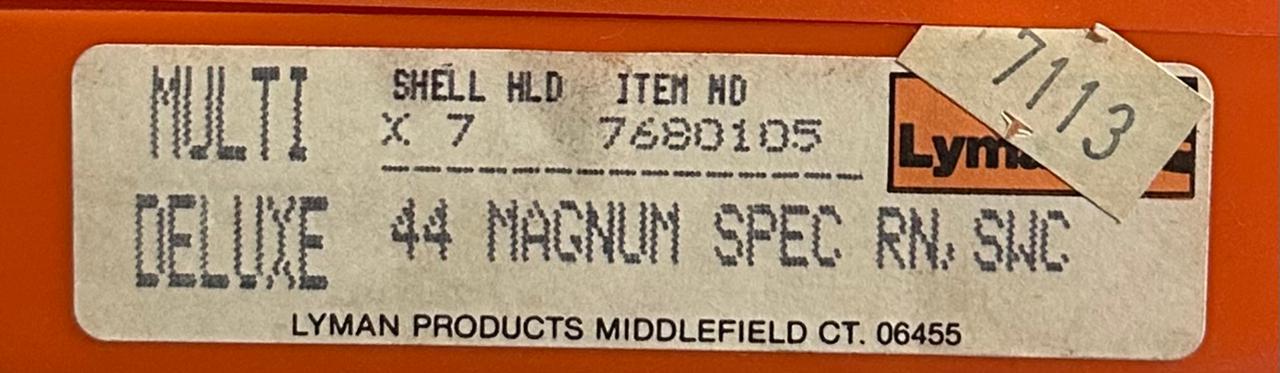 MULTI
DELUXE
SHELL HLD ITEM NO
X 7 7680105
44 MAGNUM SPEC RN, SWC
LYMAN PRODUCTS MIDDLEFIELD CT. 06455
7113